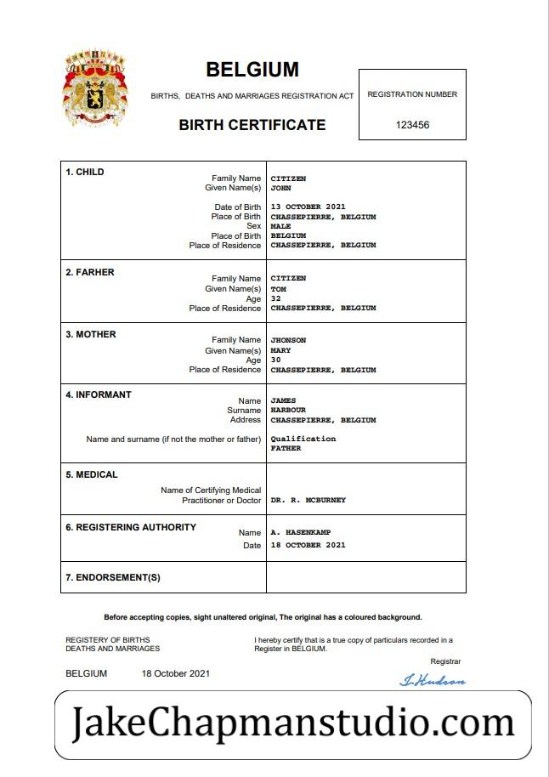 BELGIUM
BIRTHS, DEATHS AND MARRIAGES REGISTRATION ACT
BIRTH CERTIFICATE
REGISTRATION NUMBER
123456
1. CHILD
Family Name CITIZEN
Given Name(s) JOHN
Date of Birth 13 OCTOBER 2021
Place of Birth CHASSEPIERRE, BELGIUM
Sex MALE
Place of Birth BELGIUM
Place of Residence CHASSEPIERRE, BELGIUM
2. FARHER
Family Name CITIZEN
Given Name(s) TOM
Age 32
Place of Residence CHASSEPIERRE, BELGIUM
3. MOTHER
Family Name JHONSON
Given Name(s) MARY
Age 30
Place of Residence CHASSEPIERRE, BELGIUM
4. INFORMANT
Name JAMES
Surname HARBOUR
Address CHASSEPIERRE, BELGIUM
Name and surname (if not the mother or father) Qualification
FATHER
5. MEDICAL
Name of Certifying Medical
Practitioner or Doctor DR. R. MCBURNEY
6. REGISTERING AUTHORITY
Name A. HASENKAMP
Date 18 OCTOBER 2021
7. ENDORSEMENT(S)
Before accepting copies, sight unaltered original, The original has a coloured background.
REGISTERY OF BIRTHS
DEATHS AND MARRIAGES
I hereby certify that is a true copy of particulars recorded in a
Register in BELGIUM.
Registrar
BELGIUM 18 October 2021
J.Hudson
JakeChapmanstudio.com